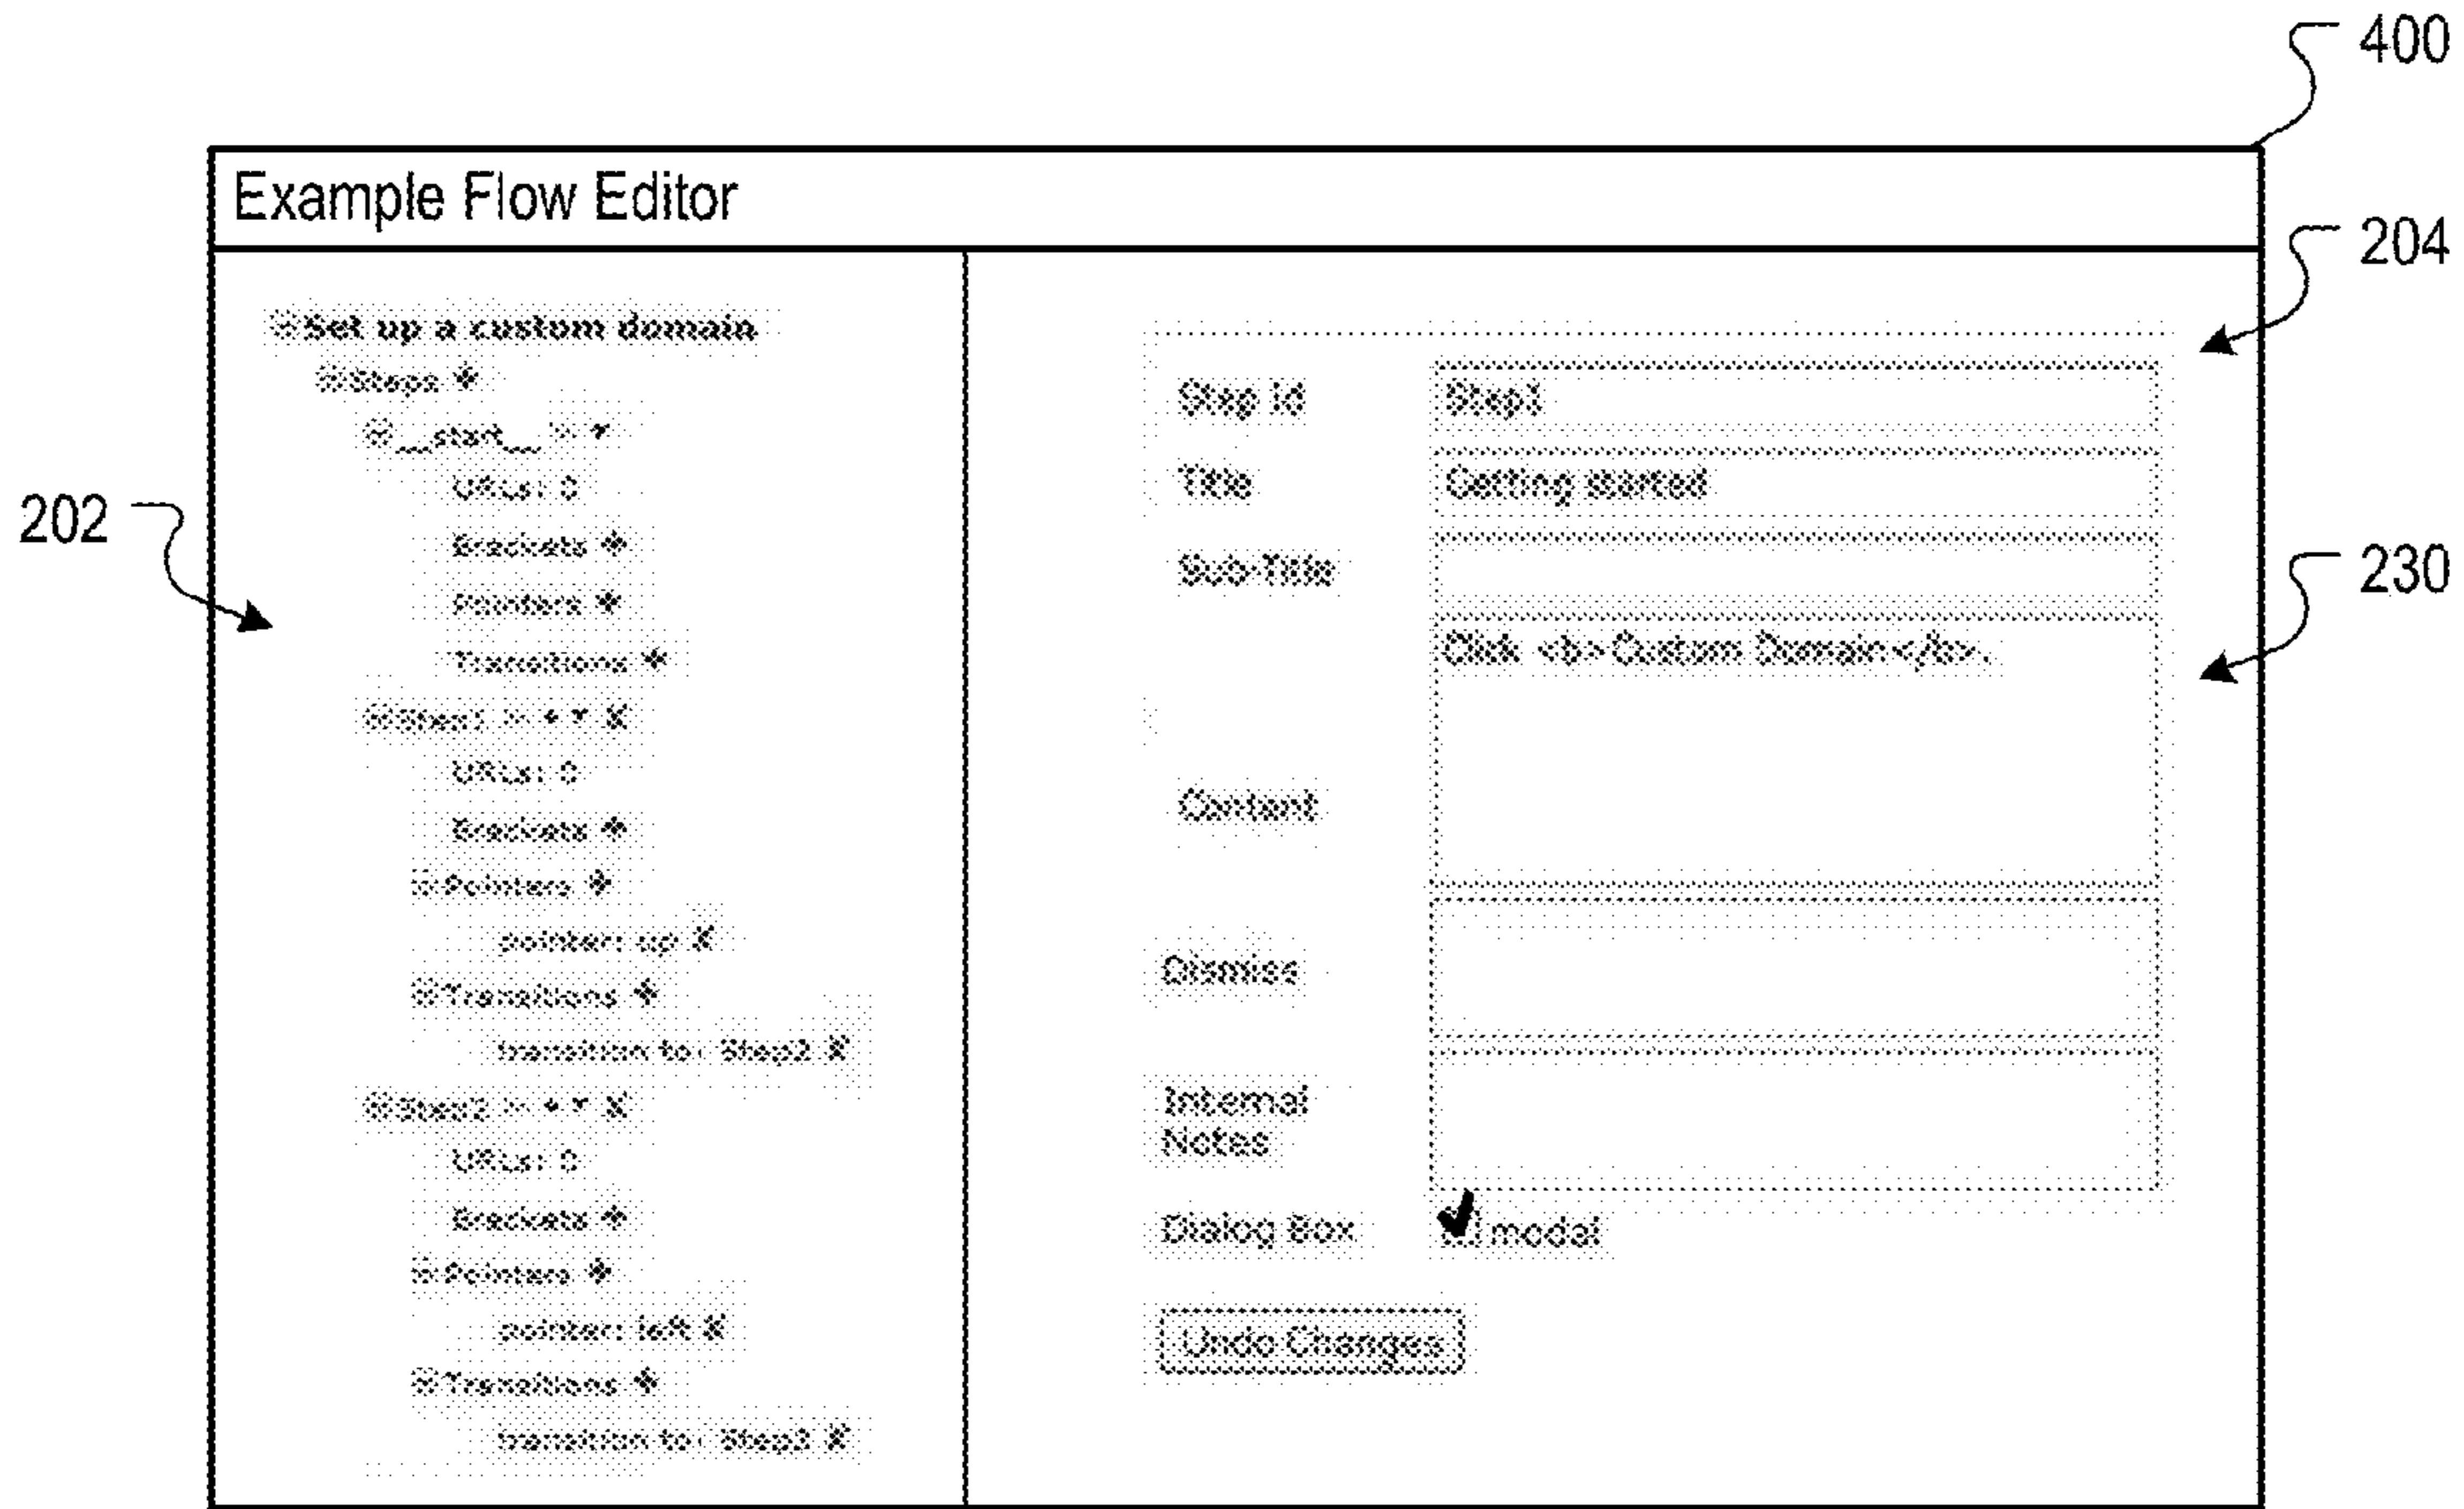 400
Example Flow Editor
204
202
230
Set up a custom domain
Steps +
__start__
URLs: 0
Brackets +
Pointers +
Transitions +
Step1 X
URLs: 0
Brackets +
Pointers +
pointer: up X
Transitions +
transition to: Step2 X
Step2 X
URLs: 0
Brackets +
Pointers +
pointer: left X
Transitions +
transition to: Step3 X
Step Id Step1
Title Getting started
Sub-Title
Click <b>Custom Domain</b>.
Content
Dismiss
Internal
Notes
Dialog Box modal
Undo Changes